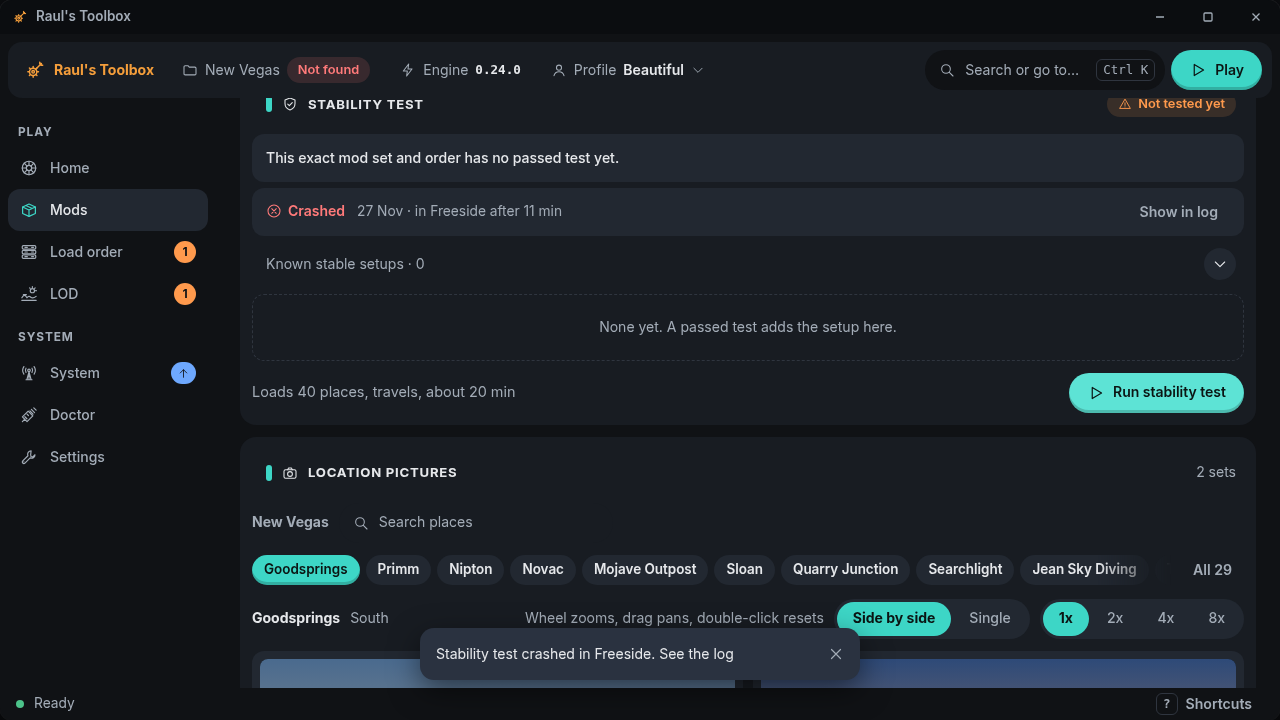 Raul's Toolbox
Raul's Toolbox New Vegas Not found Engine 0.24.0 Profile Beautiful Search or go to... Ctrl K Play
PLAY
Home
Mods
Load order 1
LOD 1
SYSTEM
System
Doctor
Settings
STABILITY TEST Not tested yet
This exact mod set and order has no passed test yet.
Crashed 27 Nov · in Freeside after 11 min Show in log
Known stable setups · 0
None yet. A passed test adds the setup here.
Loads 40 places, travels, about 20 min Run stability test
LOCATION PICTURES 2 sets
New Vegas Search places
Goodsprings Primm Nipton Novac Mojave Outpost Sloan Quarry Junction Searchlight Jean Sky Diving All 29
Goodsprings South Wheel zooms, drag pans, double-click resets Side by side Single 1x 2x 4x 8x
Stability test crashed in Freeside. See the log
Ready ? Shortcuts